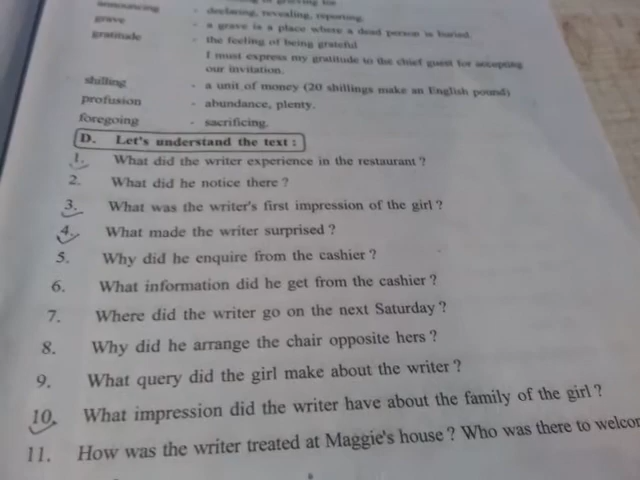 announcing - declaring, revealing, reporting.
grave - a grave is a place where a dead person is buried.
gratitude - the feeling of being grateful
I must express my gratitude to the chief guest for accepting
our invitation.
shilling - a unit of money (20 shillings make an English pound)
profusion - abundance, plenty.
foregoing - sacrificing.
D. Let's understand the text :
1. What did the writer experience in the restaurant ?
2. What did he notice there ?
3. What was the writer's first impression of the girl ?
4. What made the writer surprised ?
5. Why did he enquire from the cashier ?
6. What information did he get from the cashier ?
7. Where did the writer go on the next Saturday ?
8. Why did he arrange the chair opposite hers ?
9. What query did the girl make about the writer ?
10. What impression did the writer have about the family of the girl ?
11. How was the writer treated at Maggie's house ? Who was there to welcom